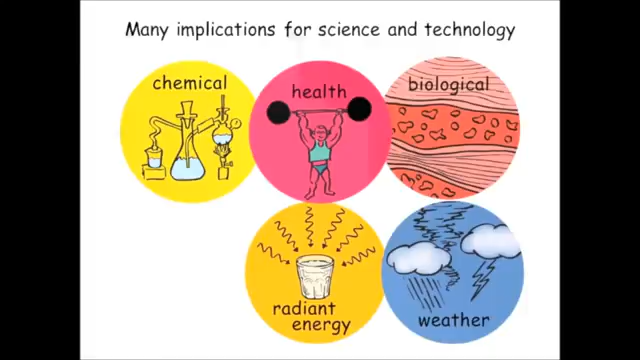 Many implications for science and technology
chemical
health
biological
radiant
energy
weather